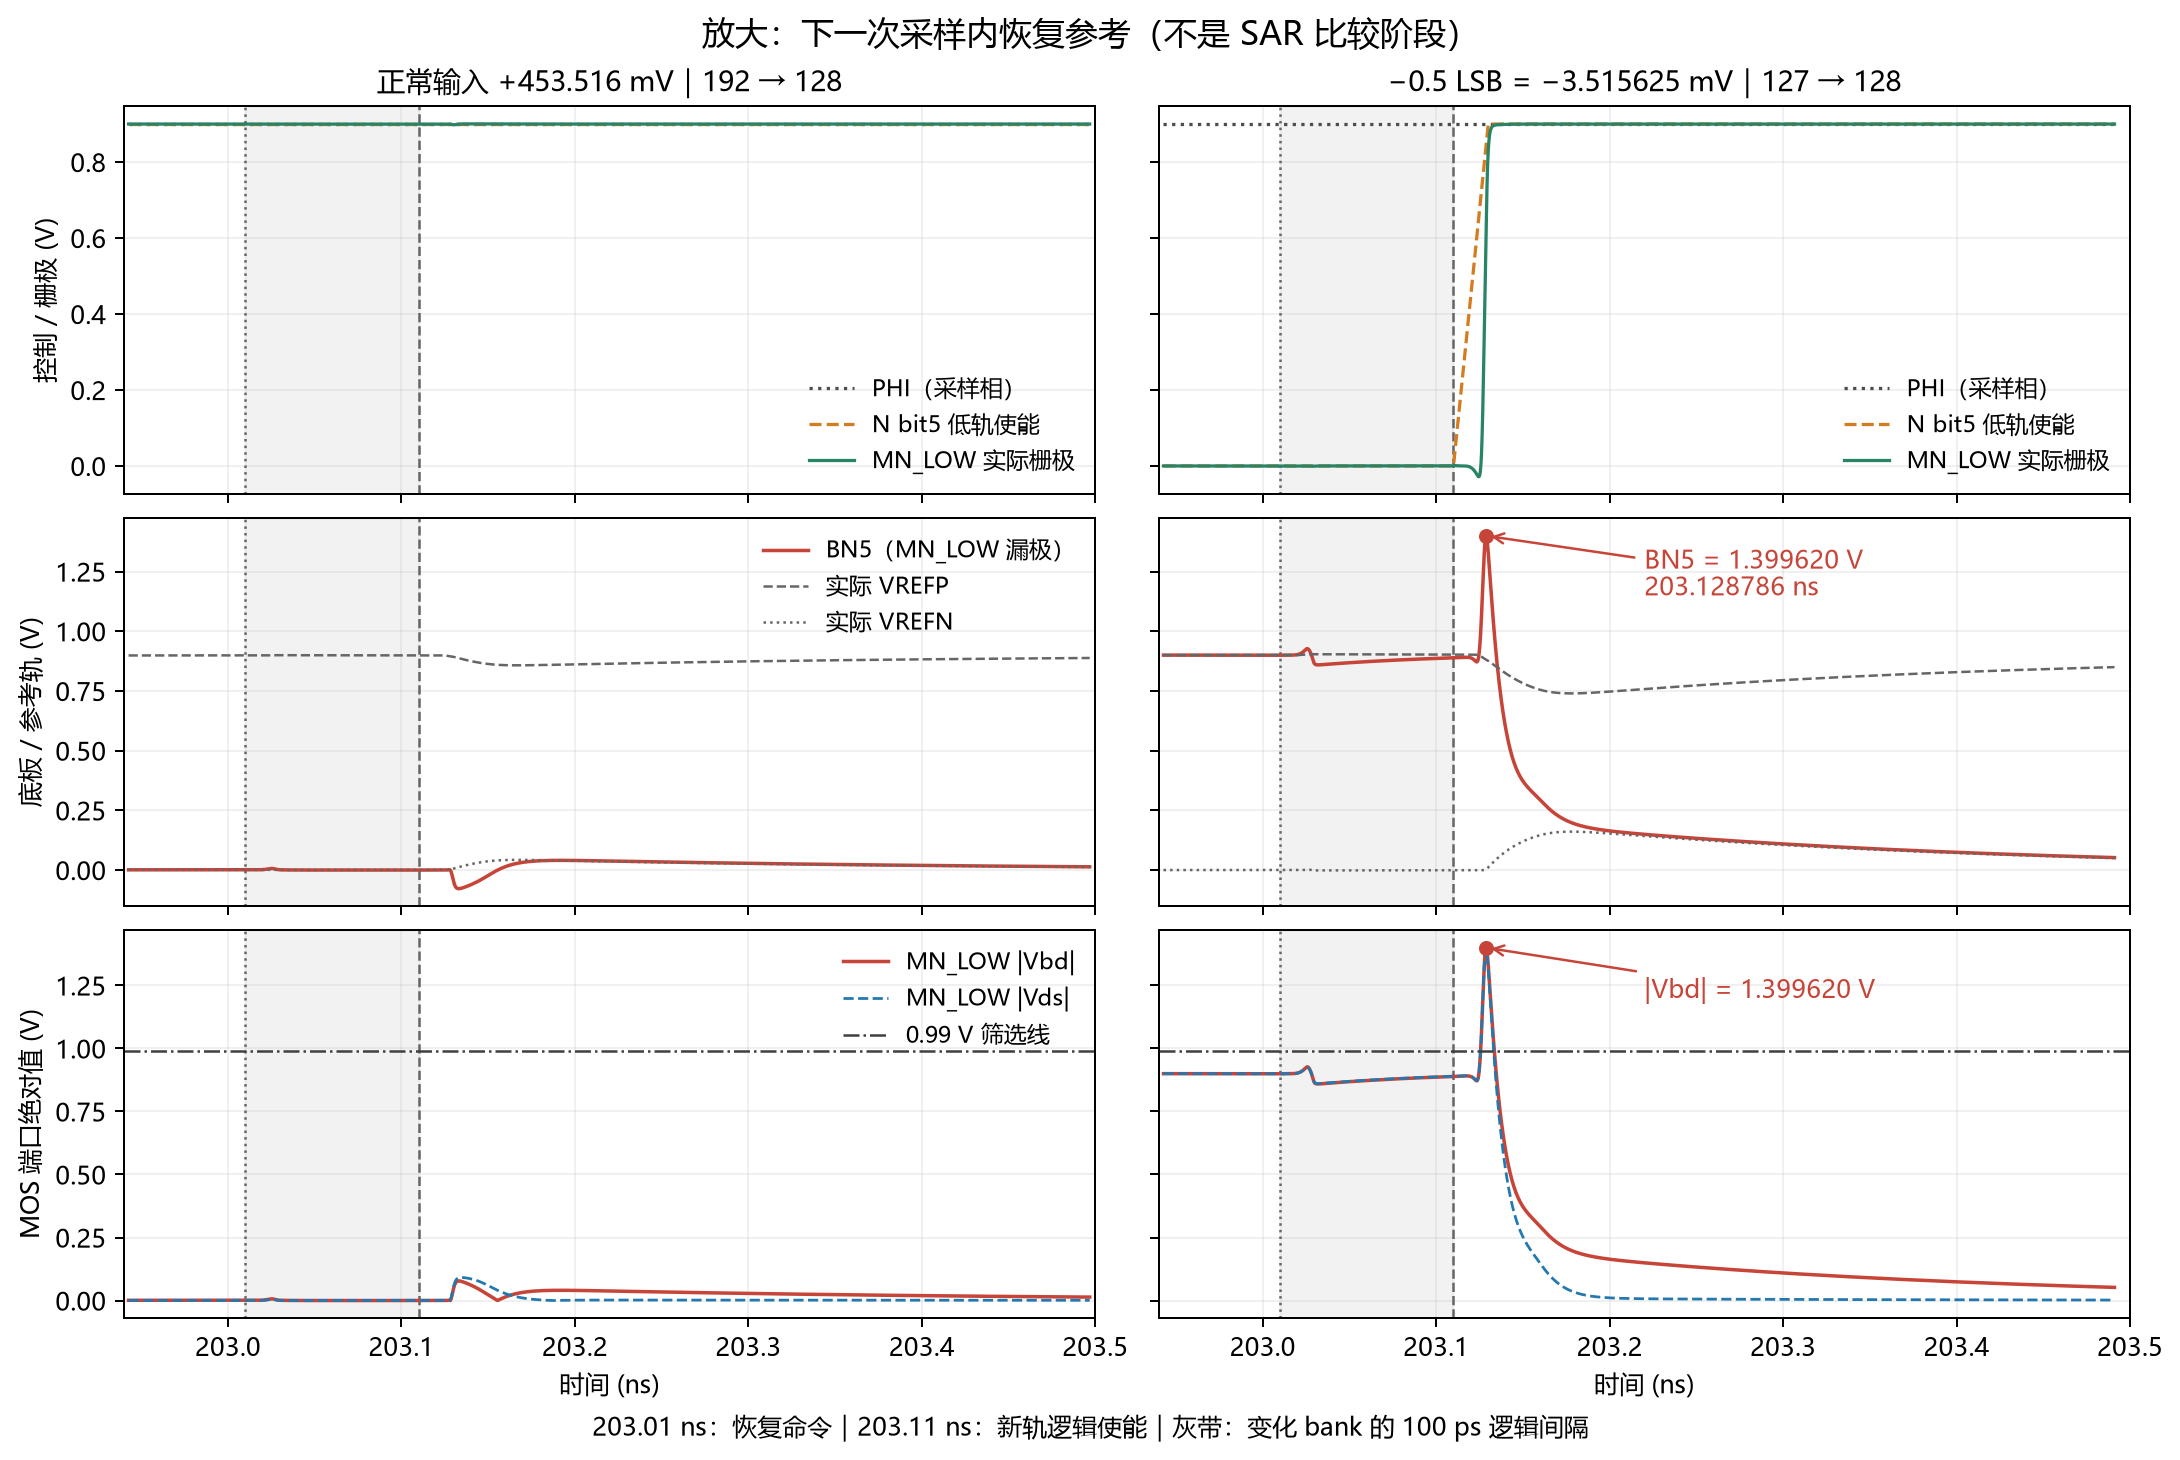 放大：下一次采样内恢复参考（不是 SAR 比较阶段）
正常输入 +453.516 mV | 192 → 128
−0.5 LSB = −3.515625 mV | 127 → 128
控制 / 栅极 (V)
0.8
0.6
0.4
0.2
0.0
PHI（采样相）
N bit5 低轨使能
MN_LOW 实际栅极
PHI（采样相）
N bit5 低轨使能
MN_LOW 实际栅极
底板 / 参考轨 (V)
1.25
1.00
0.75
0.50
0.25
0.00
BN5（MN_LOW 漏极）
实际 VREFP
实际 VREFN
BN5 = 1.399620 V
203.128786 ns
MOS 端口绝对值 (V)
1.25
1.00
0.75
0.50
0.25
0.00
MN_LOW |Vbd|
MN_LOW |Vds|
0.99 V 筛选线
|Vbd| = 1.399620 V
203.0 203.1 203.2 203.3 203.4 203.5
203.0 203.1 203.2 203.3 203.4 203.5
时间 (ns)
时间 (ns)
203.01 ns：恢复命令 | 203.11 ns：新轨逻辑使能 | 灰带：变化 bank 的 100 ps 逻辑间隔